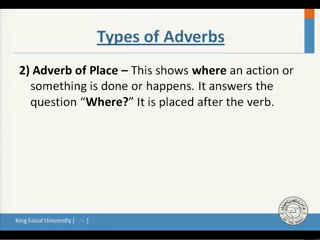 Types of Adverbs
2) Adverb of Place – This shows where an action or
something is done or happens. It answers the
question “Where?” It is placed after the verb.
King Faisal University |   |